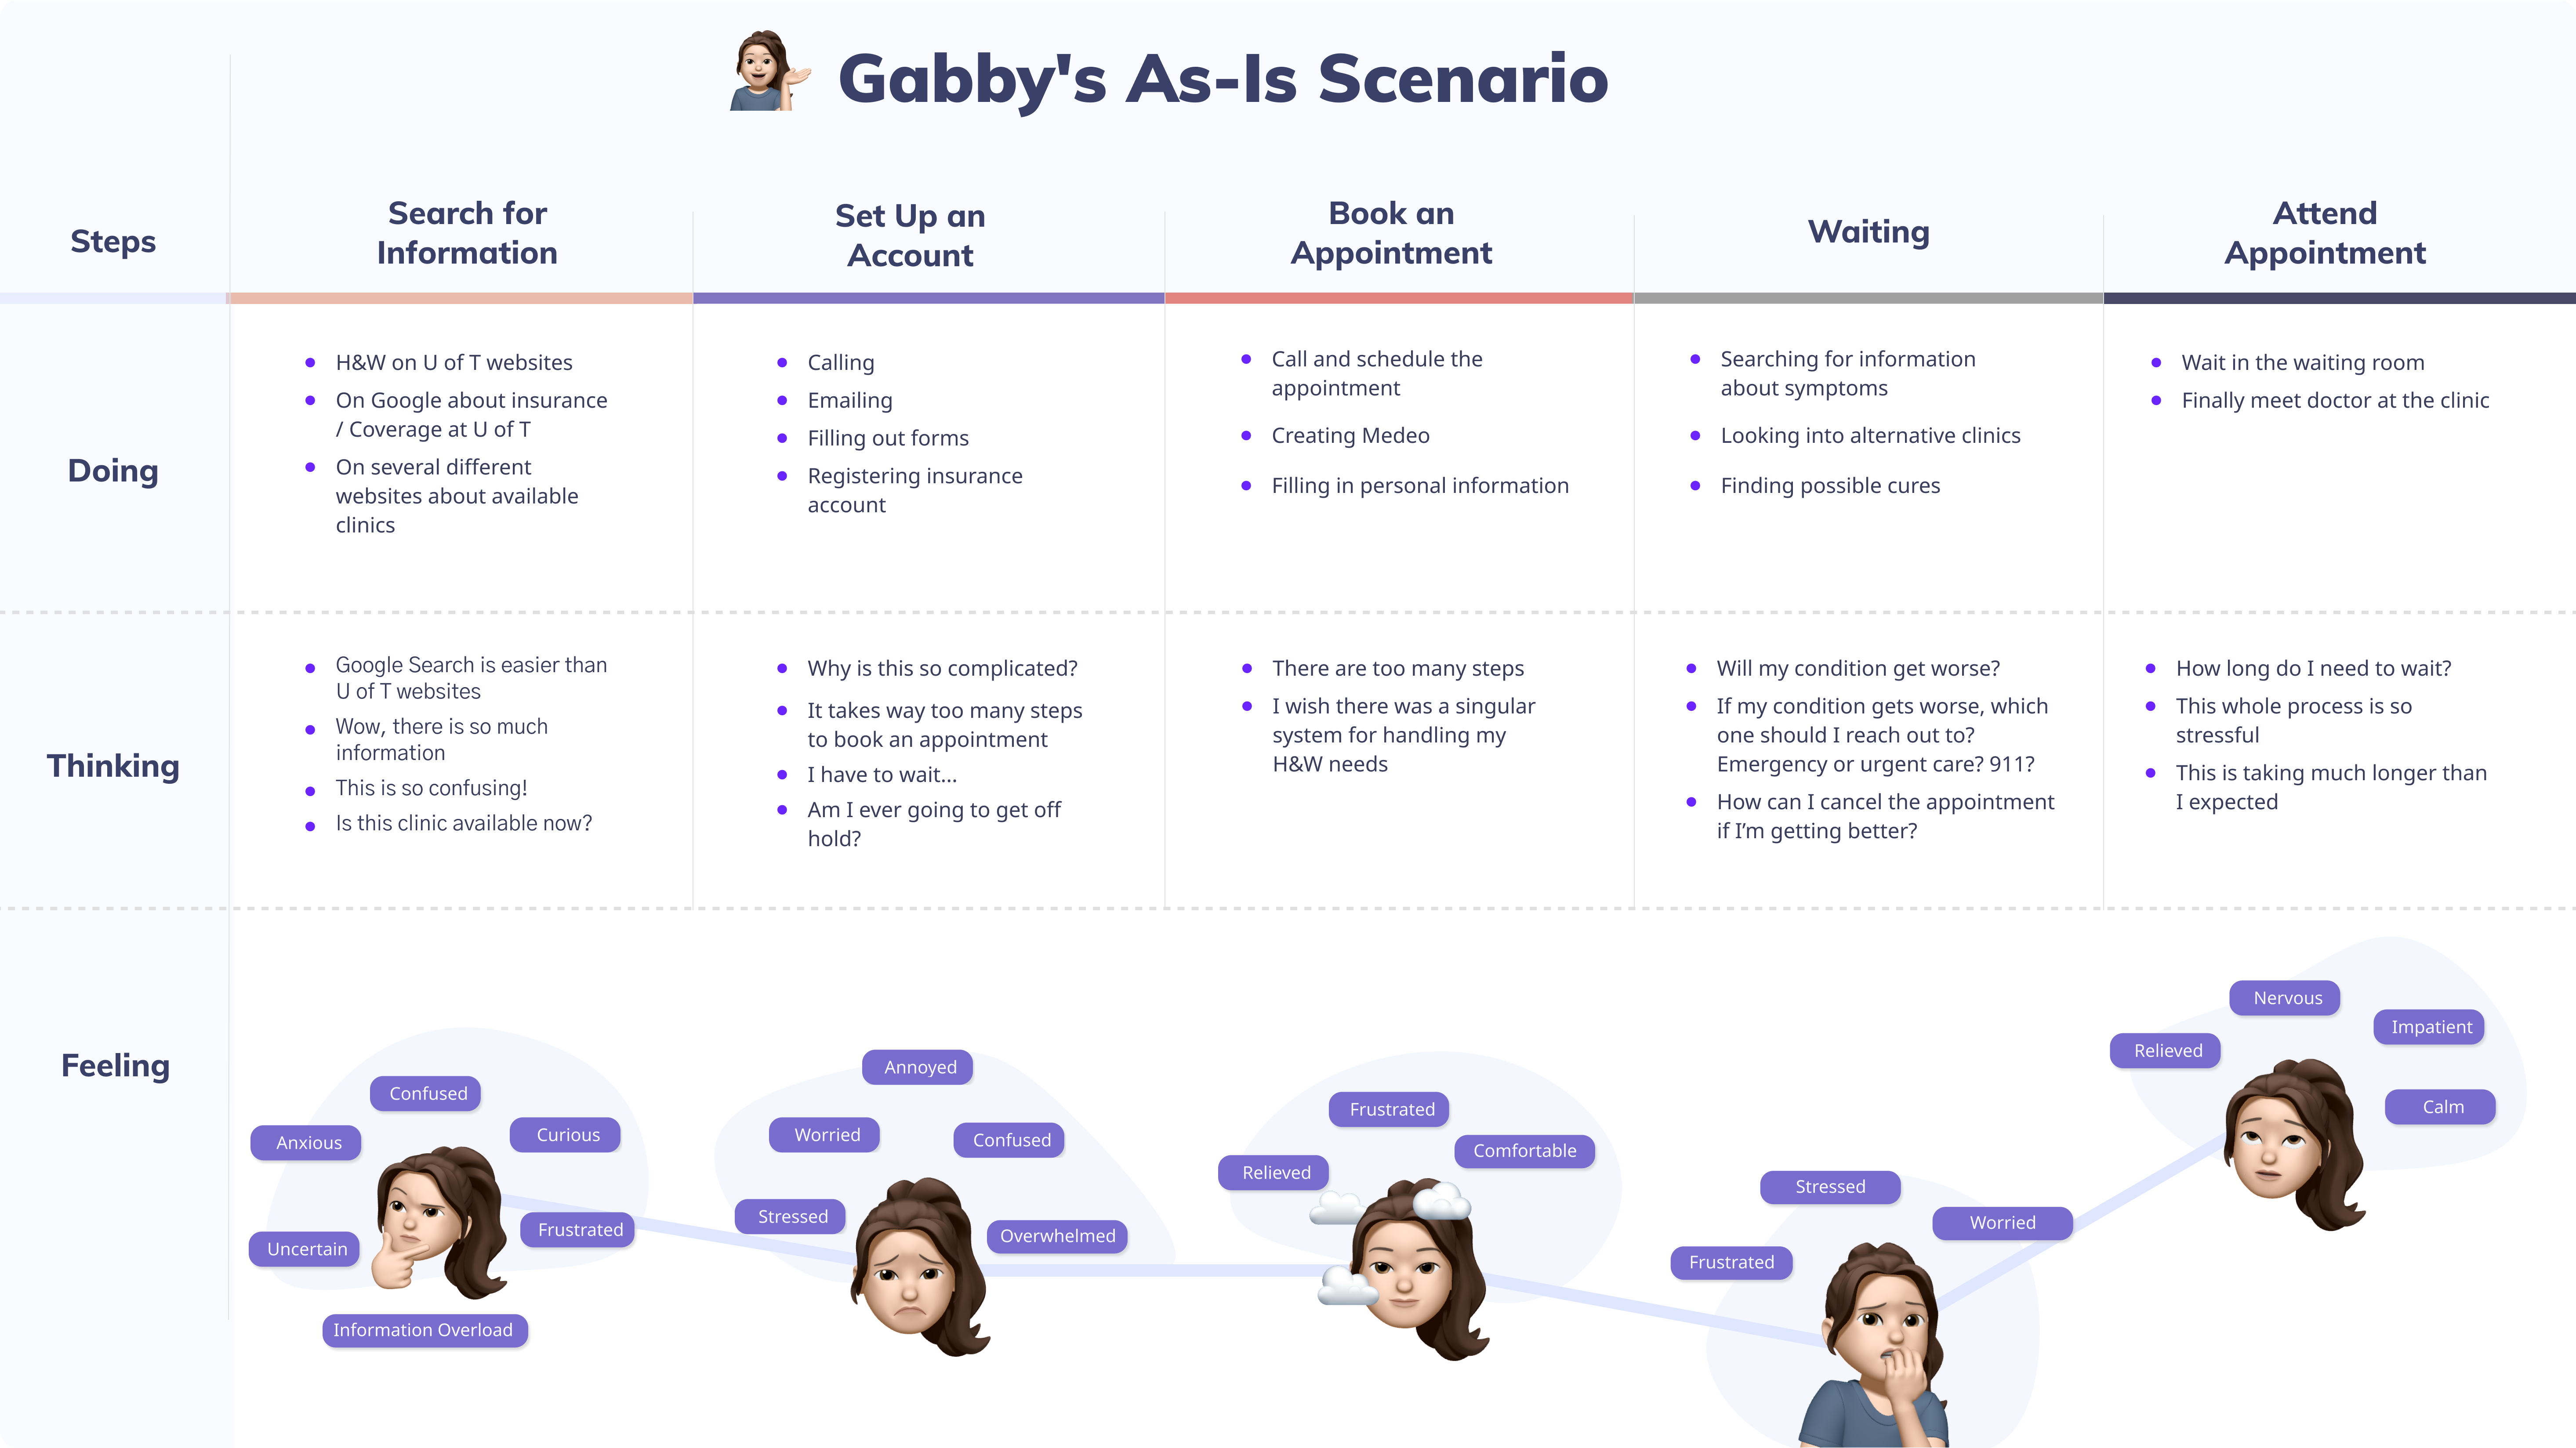 Gabby's As-Is Scenario
Steps
Search for
Information
Set Up an
Account
Book an
Appointment
Waiting
Attend
Appointment
Doing
H&W on U of T websites
On Google about insurance
/ Coverage at U of T
On several different
websites about available
clinics
Calling
Emailing
Filling out forms
Registering insurance
account
Call and schedule the
appointment
Creating Medeo
Filling in personal information
Searching for information
about symptoms
Looking into alternative clinics
Finding possible cures
Wait in the waiting room
Finally meet doctor at the clinic
Thinking
Google Search is easier than
U of T websites
Wow, there is so much
information
This is so confusing!
Is this clinic available now?
Why is this so complicated?
It takes way too many steps
to book an appointment
I have to wait...
Am I ever going to get off
hold?
There are too many steps
I wish there was a singular
system for handling my
H&W needs
Will my condition get worse?
If my condition gets worse, which
one should I reach out to?
Emergency or urgent care? 911?
How can I cancel the appointment
if I’m getting better?
How long do I need to wait?
This whole process is so
stressful
This is taking much longer than
I expected
Feeling
Confused
Anxious
Curious
Frustrated
Uncertain
Information Overload
Annoyed
Worried
Confused
Stressed
Overwhelmed
Frustrated
Comfortable
Relieved
Stressed
Worried
Frustrated
Nervous
Impatient
Relieved
Calm